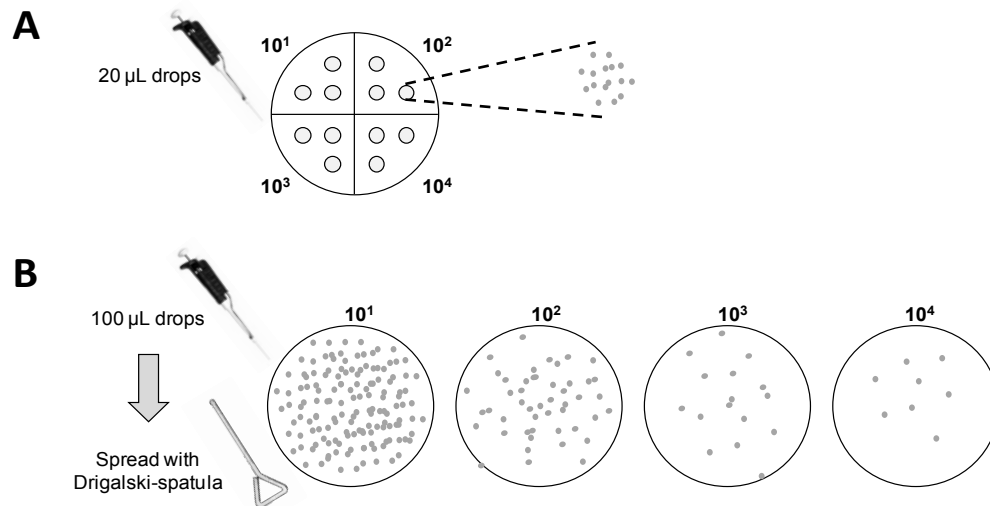 A
20 µL drops
10¹
10²
10³
10⁴
B
100 µL drops
10¹
10²
10³
10⁴
Spread with
Drigalski-spatula